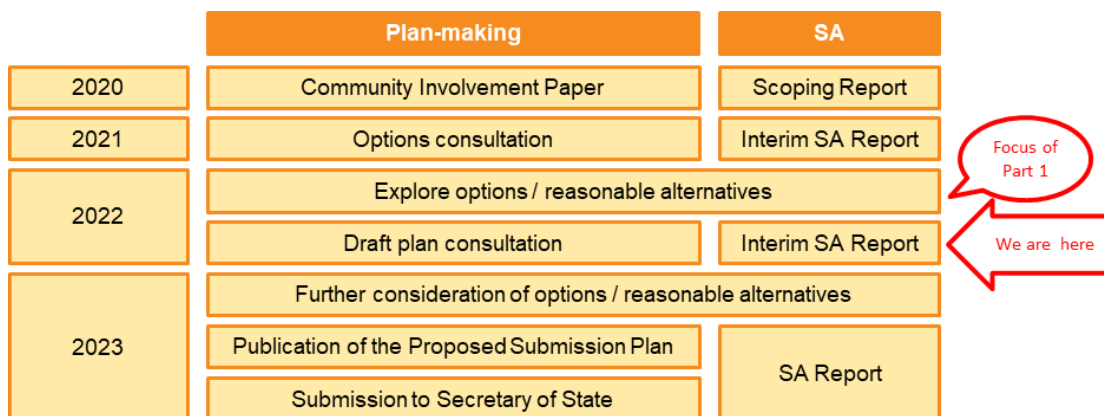 Plan-making SA
2020 Community Involvement Paper Scoping Report
2021 Options consultation Interim SA Report
Focus of
Part 1
2022
Explore options / reasonable alternatives
Draft plan consultation Interim SA Report
We are here
2023
Further consideration of options / reasonable alternatives
Publication of the Proposed Submission Plan
SA Report
Submission to Secretary of State